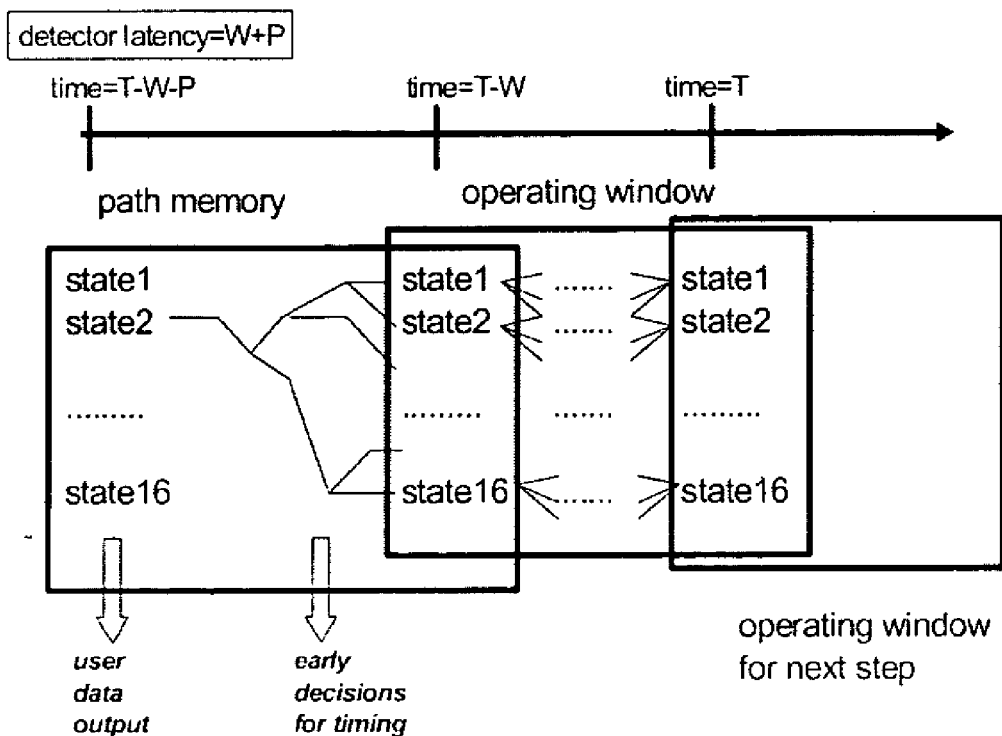 detector latency=W+P
time=T-W-P time=T-W time=T
path memory operating window
state1 state1 ....... state1
state2 state2 ....... state2
......... ......... ....... .........
state16 state16 ....... state16
user early
data decisions
output for timing
operating window
for next step